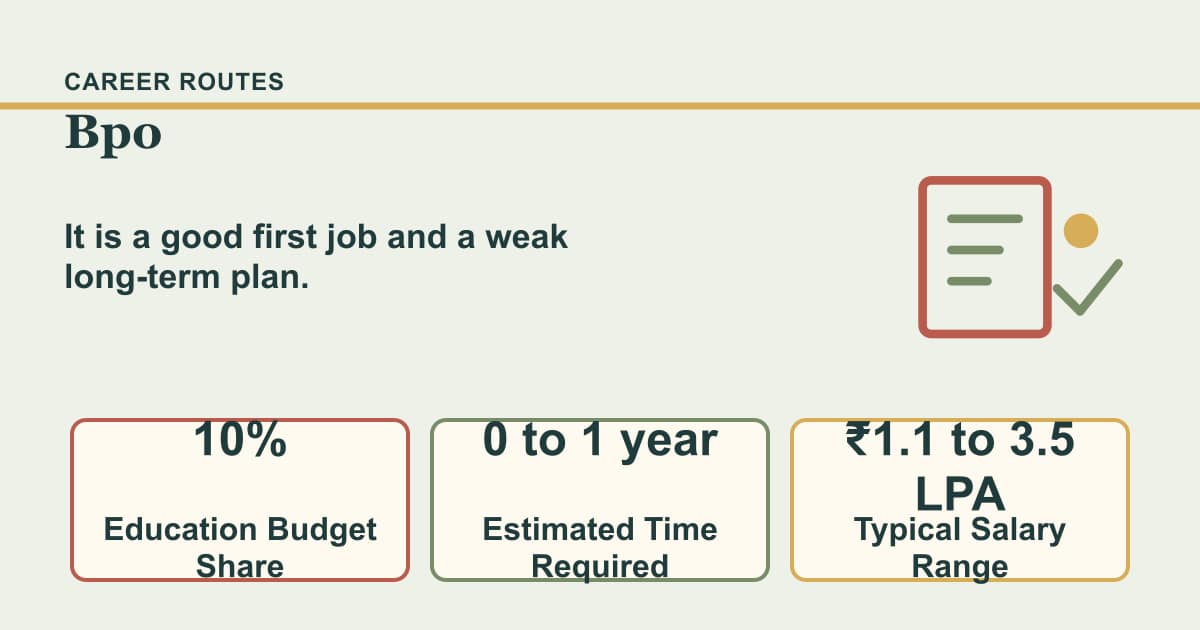 CAREER ROUTES
Bpo
It is a good first job and a weak
long-term plan.
10%
Education Budget
Share
0 to 1 year
Estimated Time
Required
₹1.1 to 3.5
LPA
Typical Salary
Range